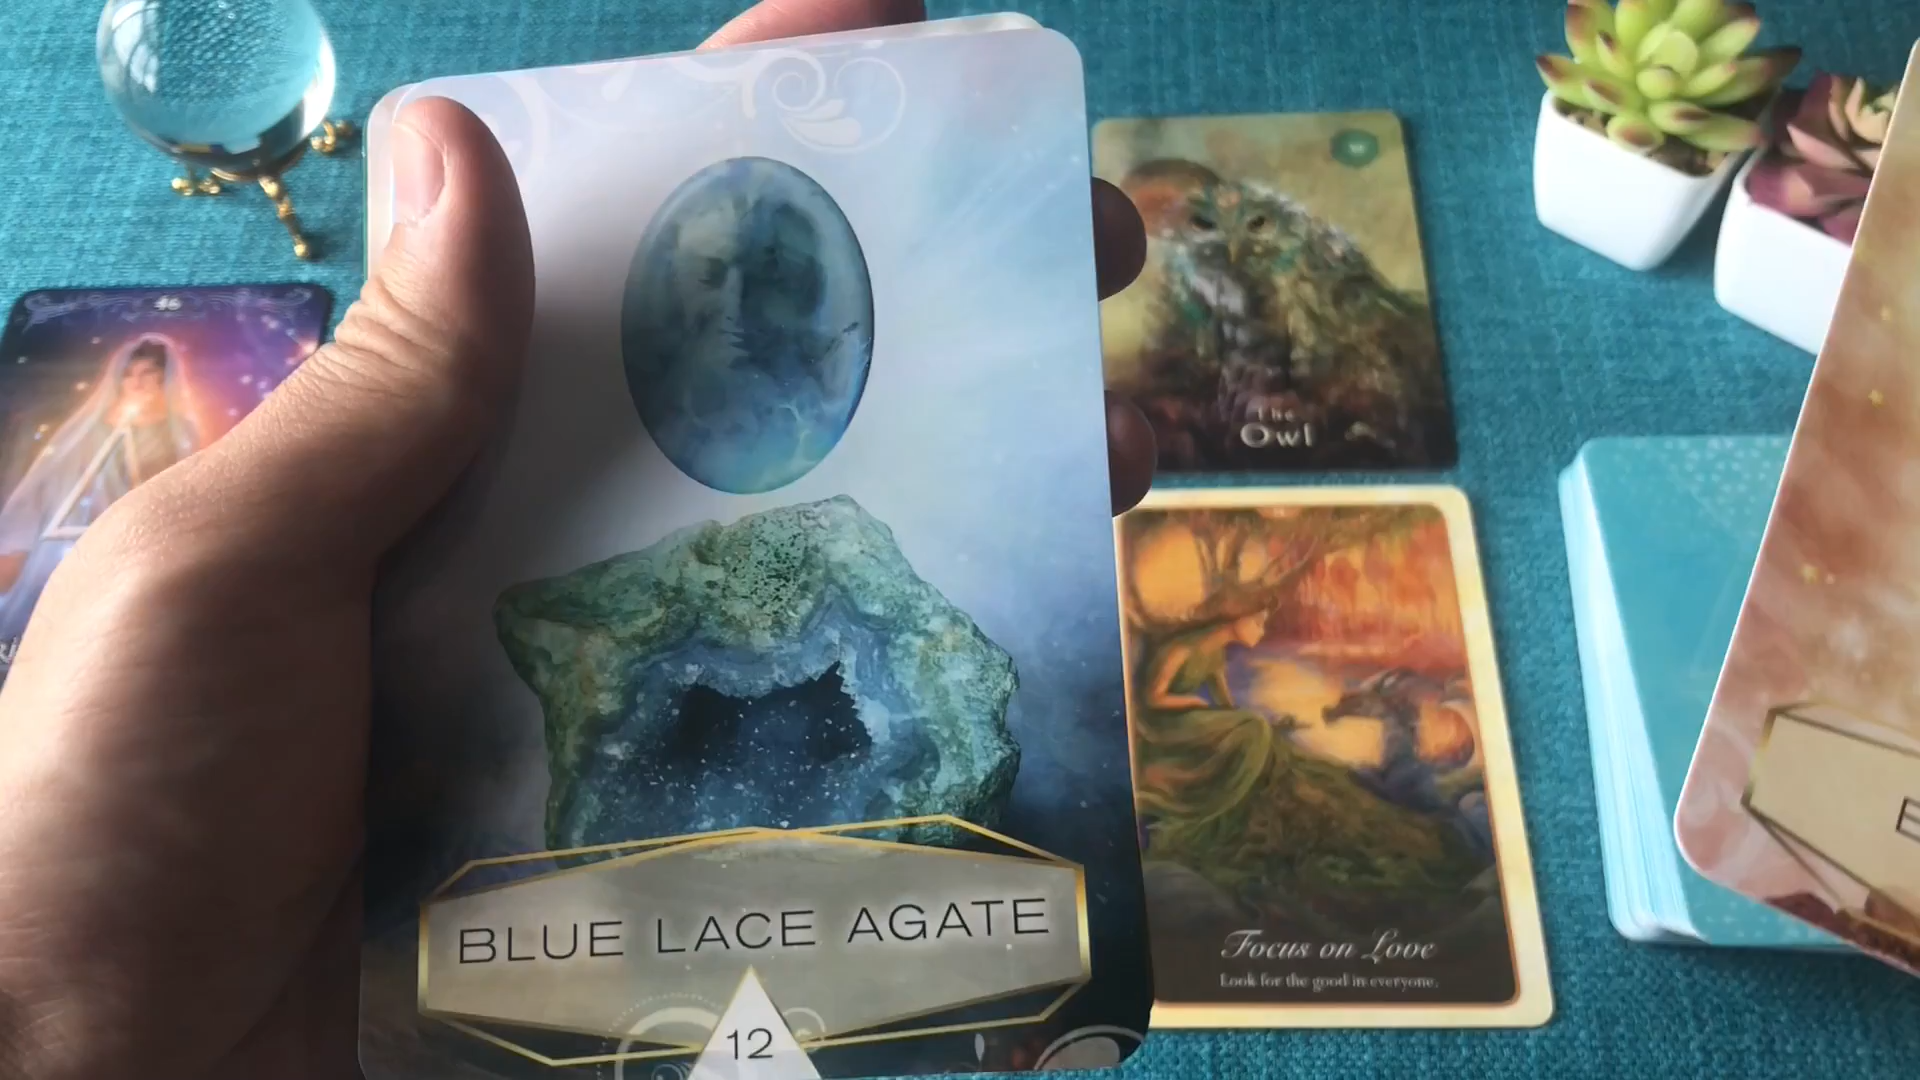 46
The
Owl
Focus on Love
Look for the good in everyone.
BLUE LACE AGATE
12